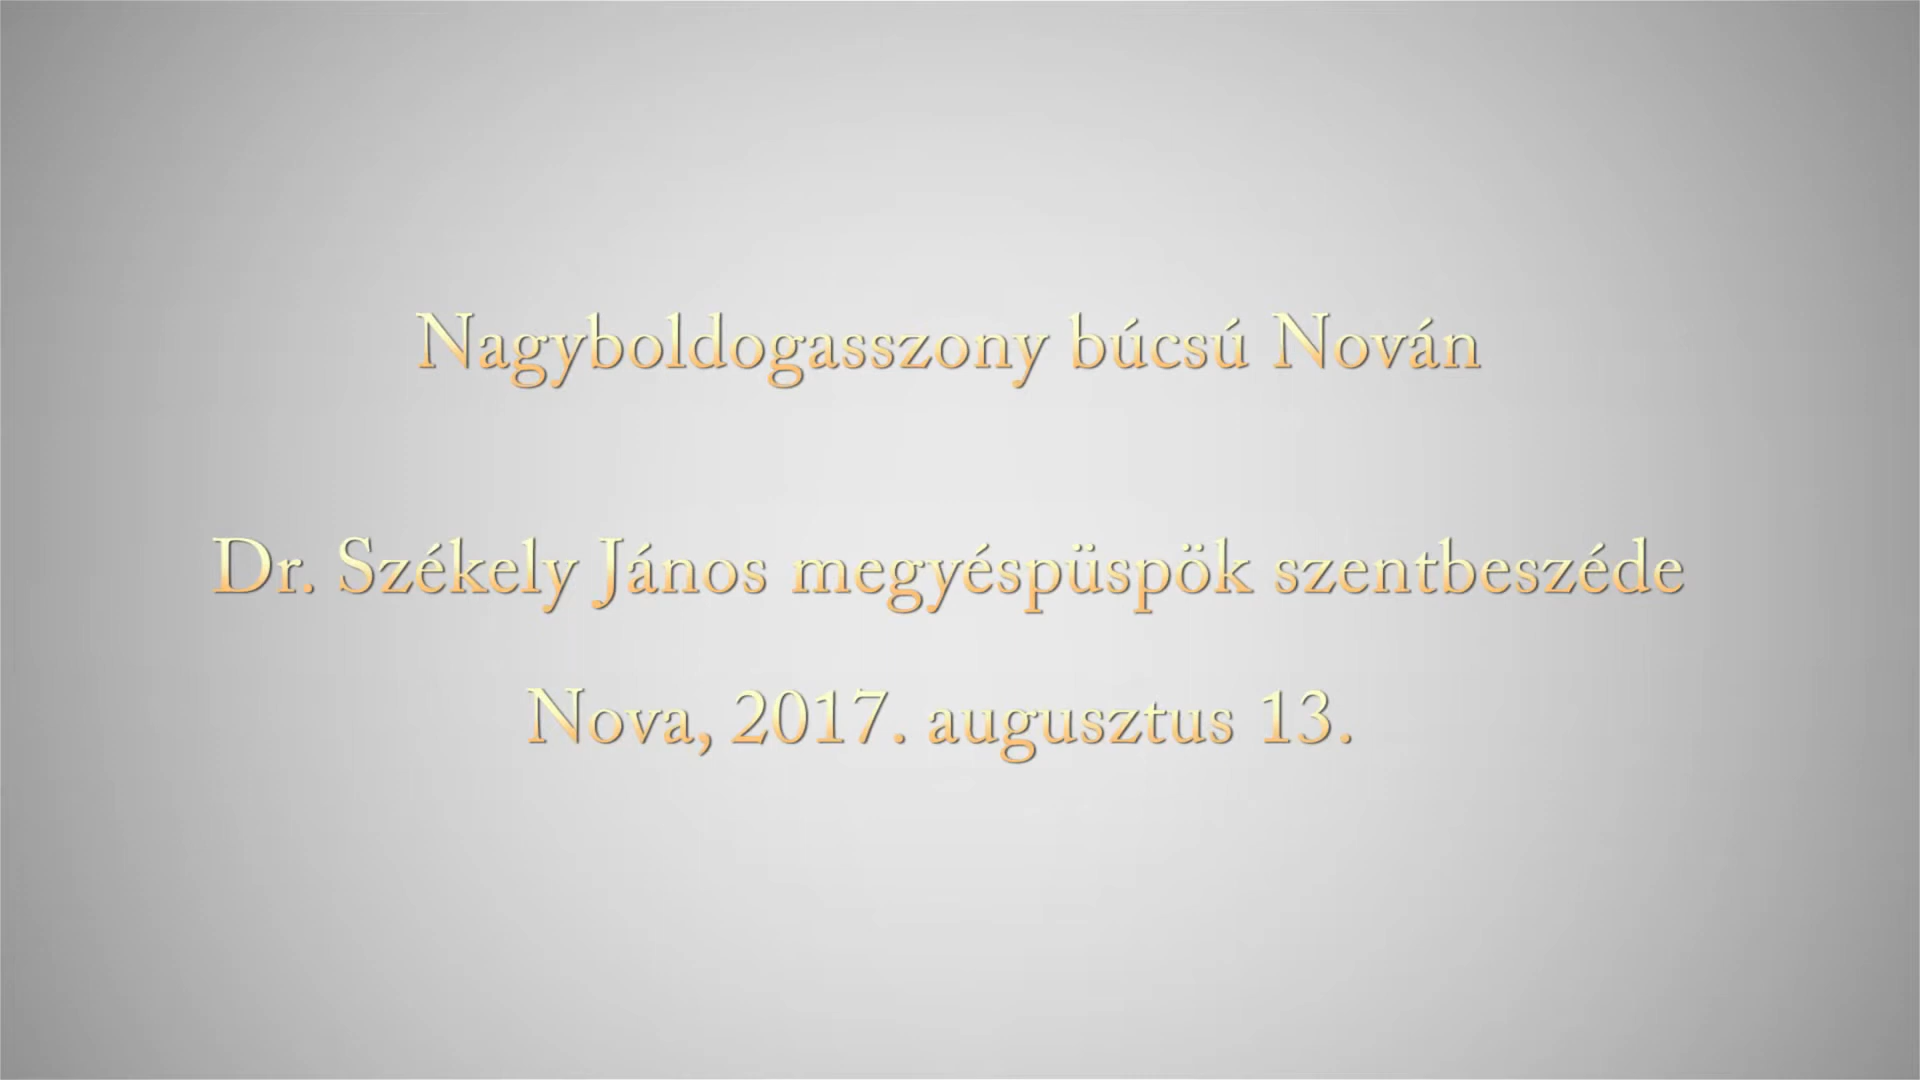 Nagyboldogasszony búcsú Nován
Dr. Székely János megyéspüspök szentbeszéde
Nova, 2017. augusztus 13.